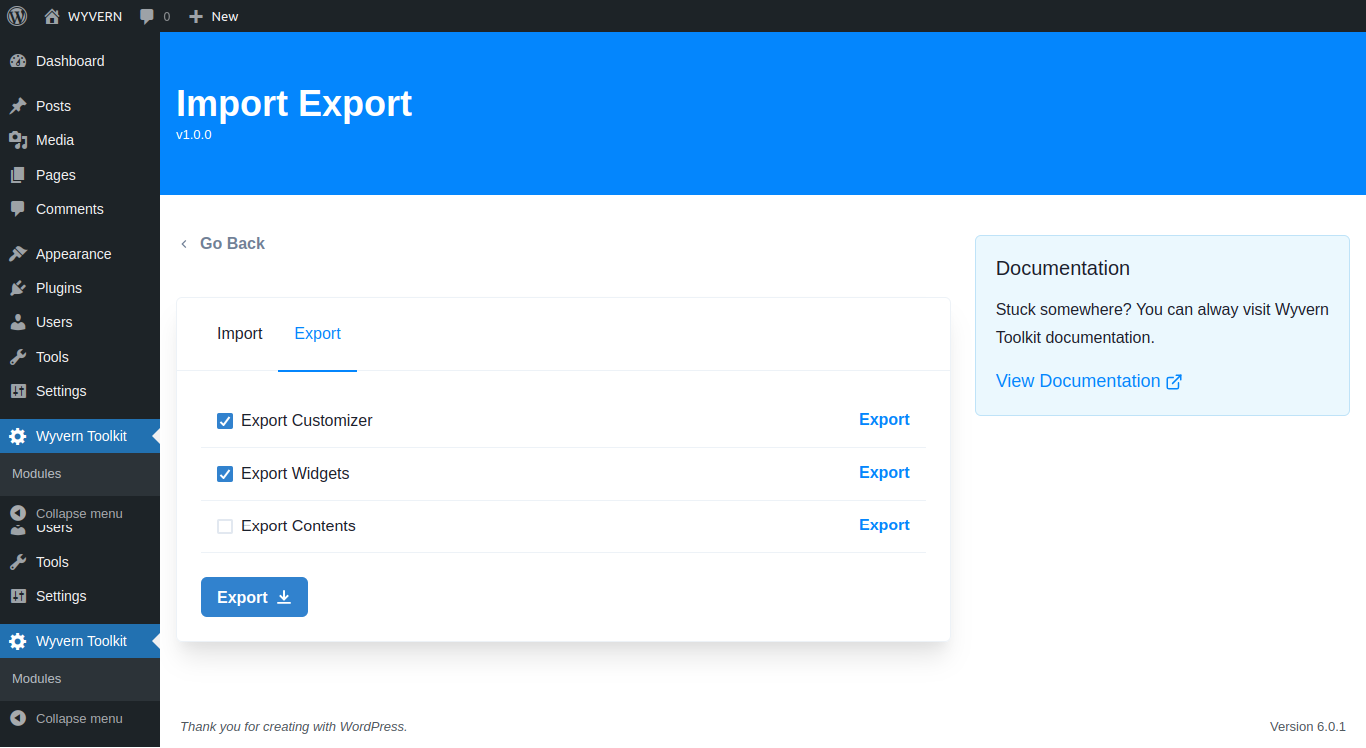 WYVERN 0 New
Dashboard
Posts
Media
Pages
Comments
Appearance
Plugins
Users
Tools
Settings
Wyvern Toolkit
Modules
Collapse menu
Users
Tools
Settings
Wyvern Toolkit
Modules
Collapse menu
Import Export
v1.0.0
Go Back
Import Export
Export Customizer Export
Export Widgets Export
Export Contents Export
Export
Documentation
Stuck somewhere? You can alway visit Wyvern
Toolkit documentation.
View Documentation
Thank you for creating with WordPress.
Version 6.0.1